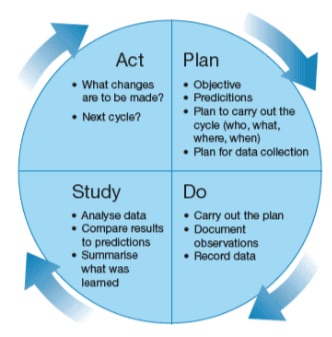 Act
• What changes
are to be made?
• Next cycle?
Plan
• Objective
• Predicitions
• Plan to carry out the
cycle (who, what,
where, when)
• Plan for data collection
Study
• Analyse data
• Compare results
to predictions
• Summarise
what was
learned
Do
• Carry out the plan
• Document
observations
• Record data